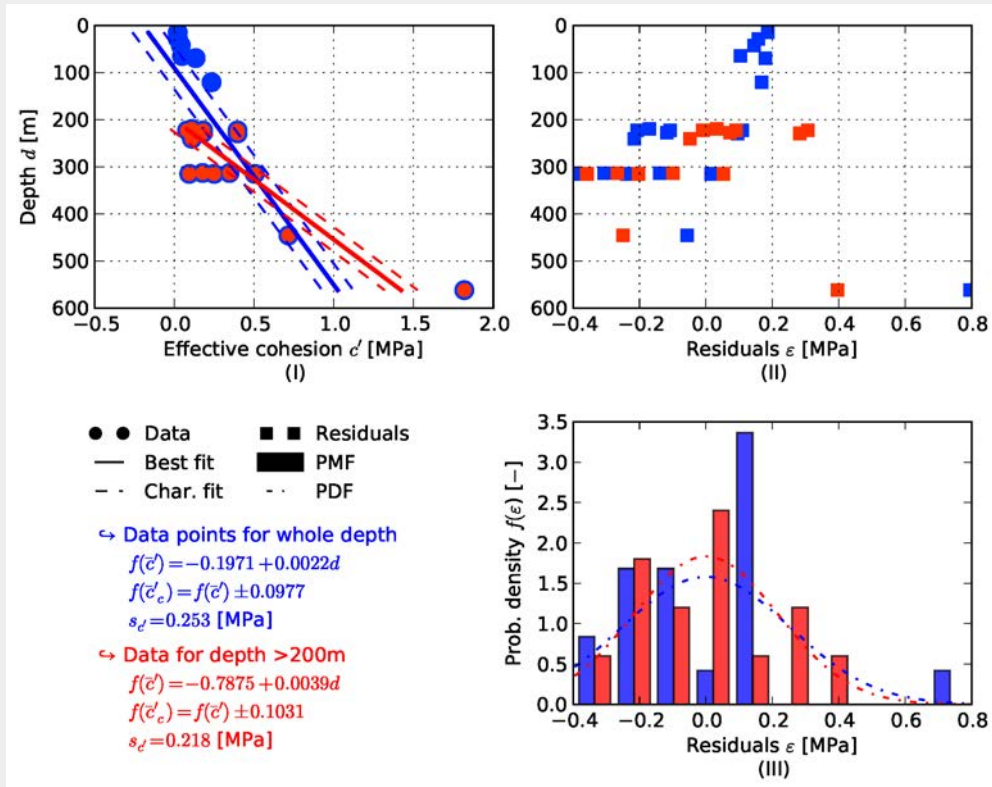 0
100
200
300
400
500
600
Depth d [m]
−0.5
0.0
0.5
1.0
1.5
2.0
Effective cohesion c′ [MPa]
(I)
0
100
200
300
400
500
600
−0.4
−0.2
0.0
0.2
0.4
0.6
0.8
Residuals ε [MPa]
(II)
Data
Residuals
Best fit
PMF
Char. fit
PDF
↪ Data points for whole depth
f(c̄′)=−0.1971+0.0022d
f(c̄′c)=f(c̄′)±0.0977
sc′=0.253 [MPa]
↪ Data for depth >200m
f(c̄′)=−0.7875+0.0039d
f(c̄′c)=f(c̄′)±0.1031
sc′=0.218 [MPa]
3.5
3.0
2.5
2.0
1.5
1.0
0.5
0.0
Prob. density f(ε) [−]
−0.4
−0.2
0.0
0.2
0.4
0.6
0.8
Residuals ε [MPa]
(III)